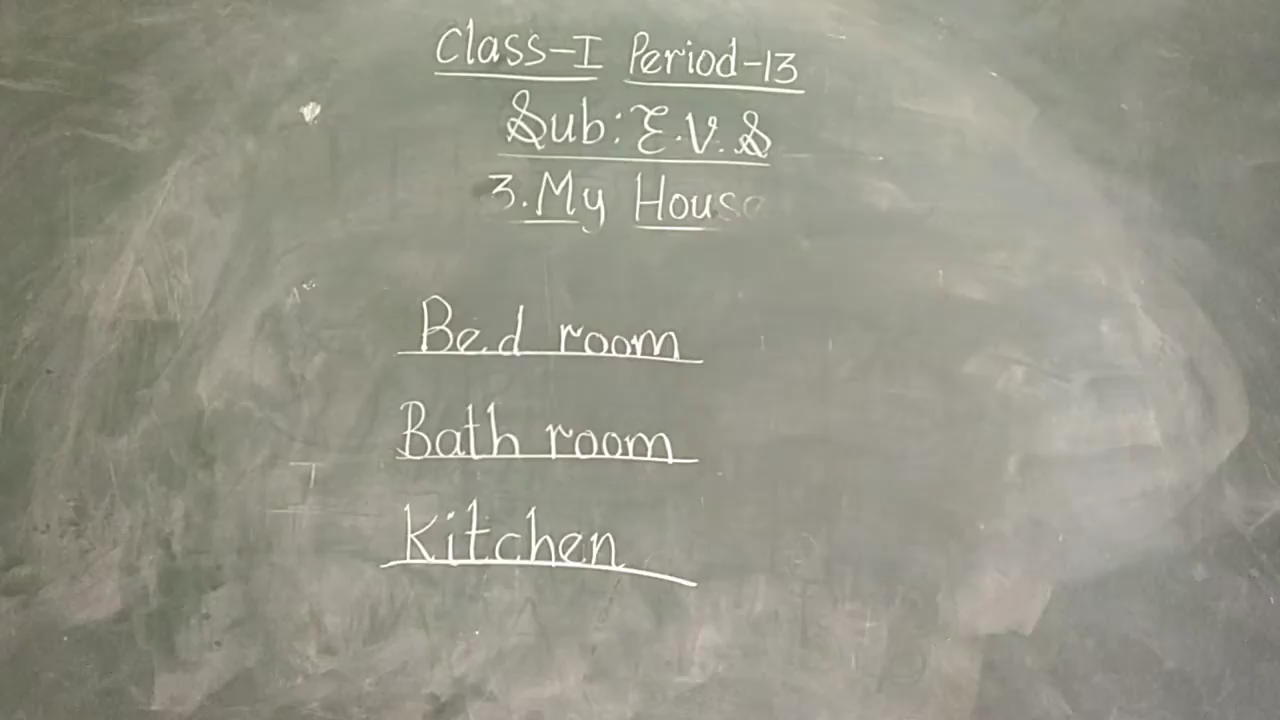 Class-I Period-13
Sub: E.V.S
3. My House
Bed room
Bath room
Kitchen